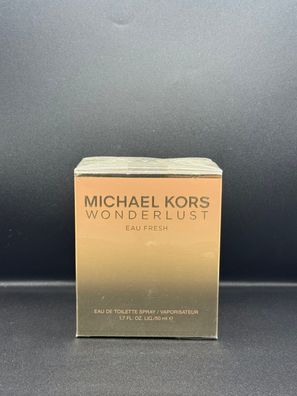 MICHAEL KORS
WONDERLUST
EAU FRESH
EAU DE TOILETTE SPRAY / VAPORISATEUR
1.7 FL. OZ. LIQ./50 ml ℮